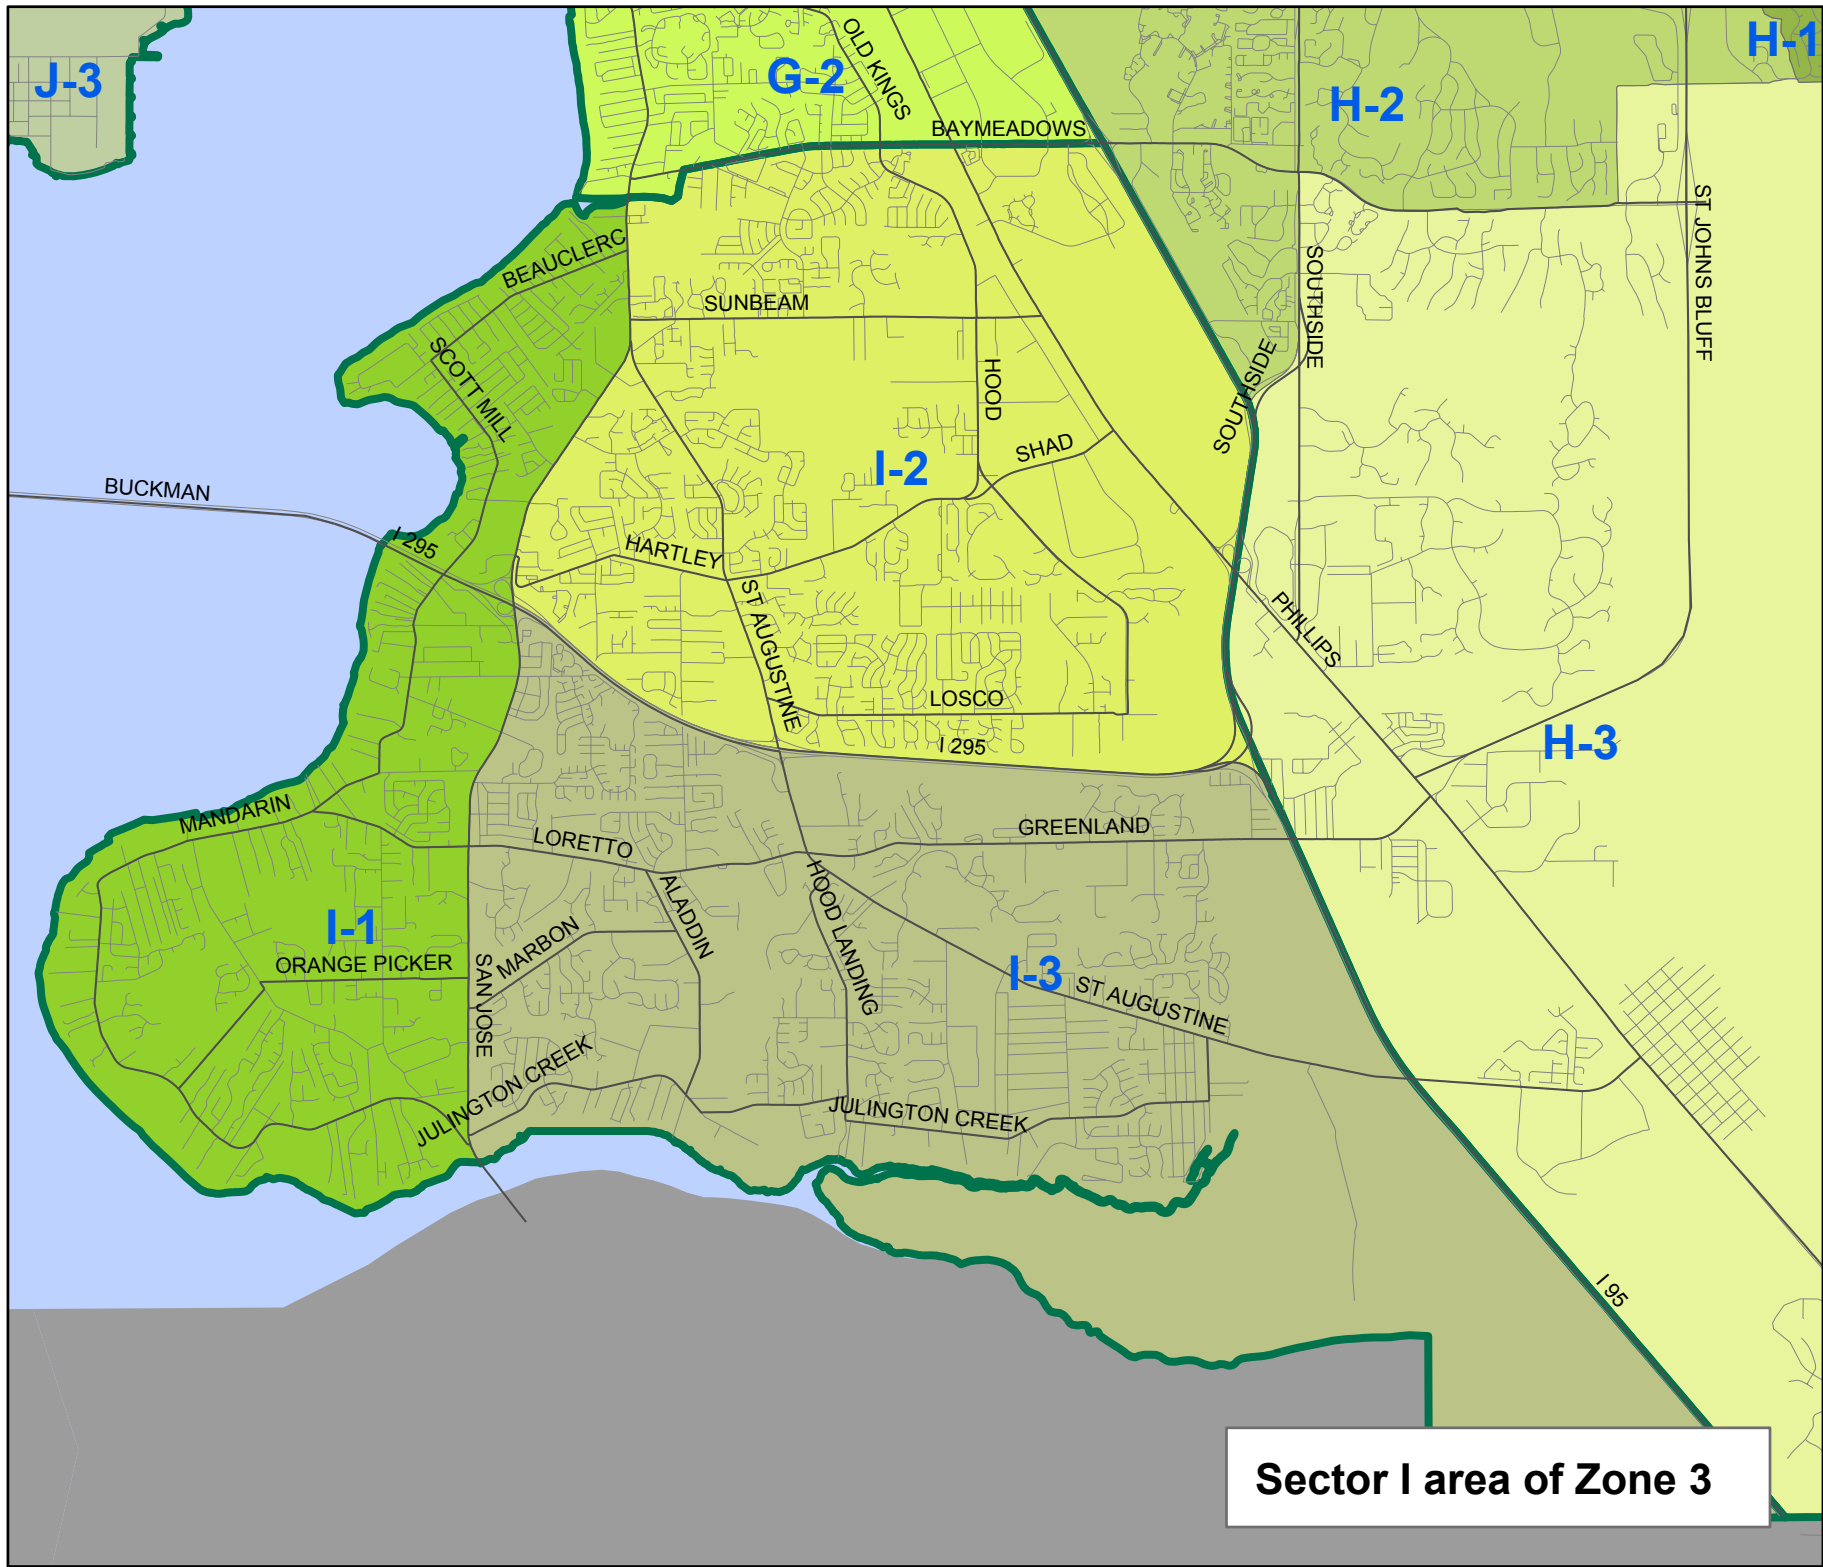 J-3
G-2
OLD KINGS
H-1
H-2
BAYMEADOWS
ST JOHNS BLUFF
BEAUCLERC
SOUTHSIDE
SUNBEAM
SCOTT MILL
HOOD
SOUTHSIDE
SHAD
I-2
BUCKMAN
I 295
HARTLEY
ST AUGUSTINE
PHILLIPS
LOSCO
I 295
H-3
MANDARIN
LORETTO
GREENLAND
ALADDIN
HOOD LANDING
I-1
MARBON
ORANGE PICKER
SAN JOSE
I-3
ST AUGUSTINE
JULINGTON CREEK
JULINGTON CREEK
I 95
Sector I area of Zone 3